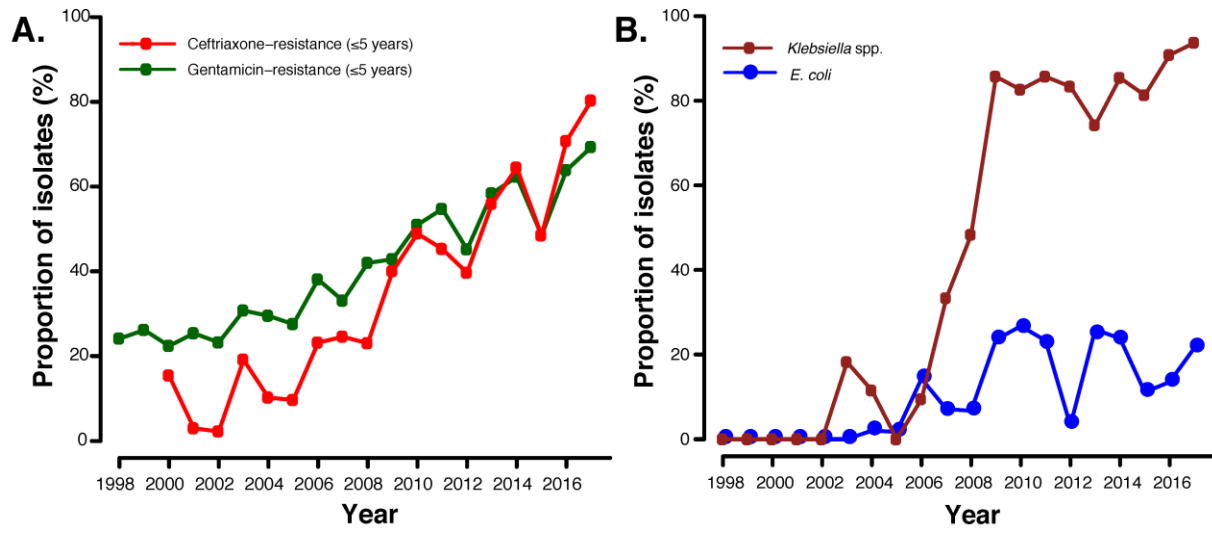 A.
Ceftriaxone–resistance (≤5 years)
Gentamicin–resistance (≤5 years)
Proportion of isolates (%)
100
80
60
40
20
0
1998 2000 2002 2004 2006 2008 2010 2012 2014 2016
Year
B.
Klebsiella spp.
E. coli
Proportion of isolates (%)
100
80
60
40
20
0
1998 2000 2002 2004 2006 2008 2010 2012 2014 2016
Year